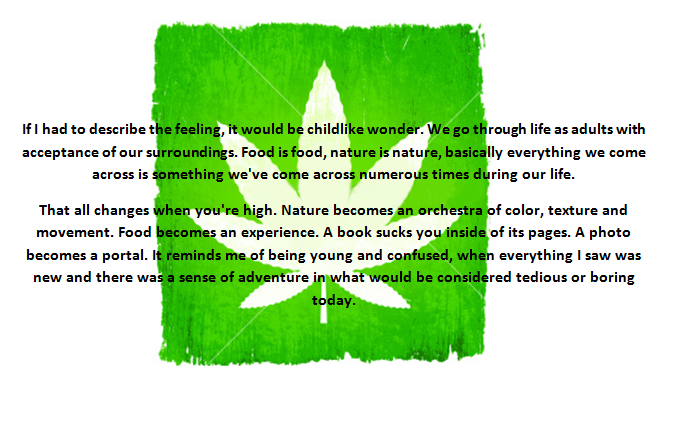 If I had to describe the feeling, it would be childlike wonder. We go through life as adults with
acceptance of our surroundings. Food is food, nature is nature, basically everything we come
across is something we've come across numerous times during our life.
That all changes when you're high. Nature becomes an orchestra of color, texture and
movement. Food becomes an experience. A book sucks you inside of its pages. A photo
becomes a portal. It reminds me of being young and confused, when everything I saw was
new and there was a sense of adventure in what would be considered tedious or boring
today.